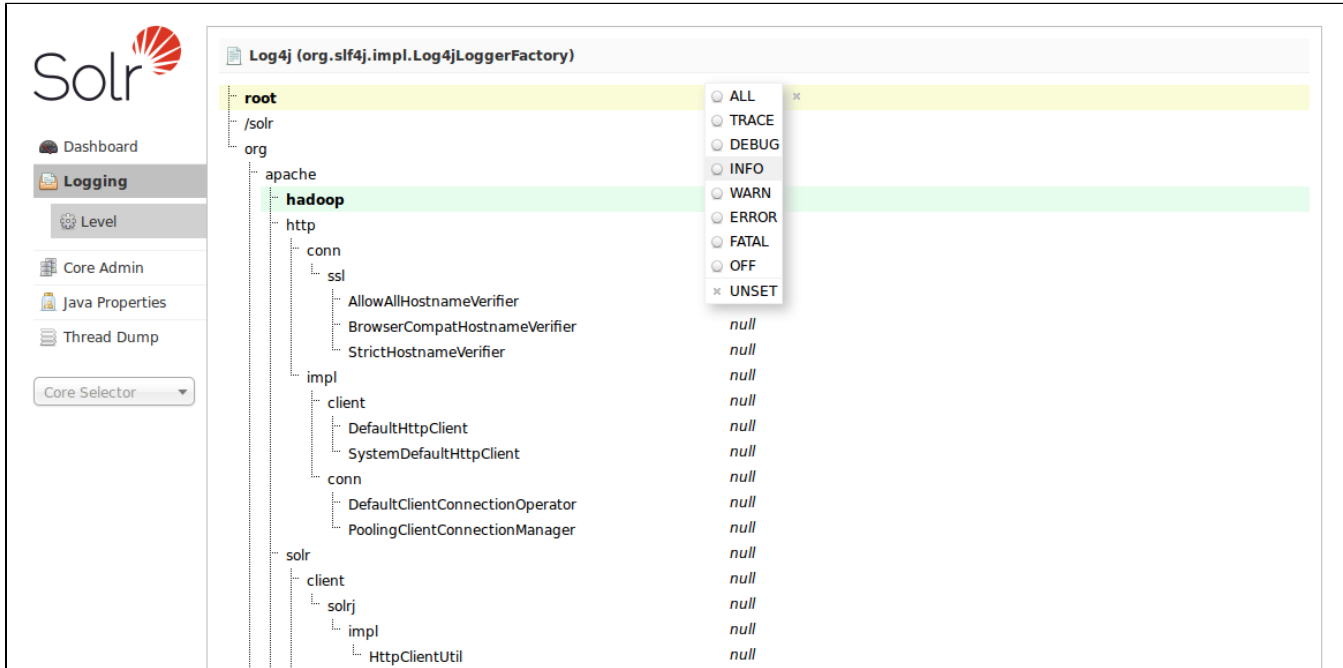 Solr
Dashboard
Logging
Level
Core Admin
Java Properties
Thread Dump
Core Selector
Log4j (org.slf4j.impl.Log4jLoggerFactory)
root
/solr
org
apache
hadoop
http
conn
ssl
AllowAllHostnameVerifier
ALL
TRACE
DEBUG
INFO
WARN
ERROR
FATAL
OFF
UNSET
BrowserCompatHostnameVerifier null
StrictHostnameVerifier null
impl null
client null
DefaultHttpClient null
SystemDefaultHttpClient null
conn null
DefaultClientConnectionOperator null
PoolingClientConnectionManager null
solr null
client null
solrj null
impl null
HttpClientUtil null